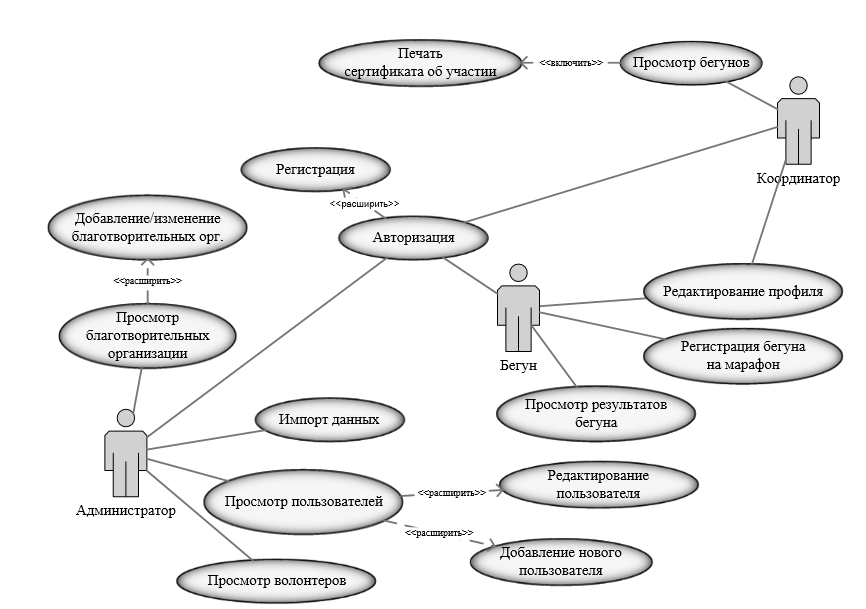 Печать
сертификата об участии
<<включить>>
Просмотр бегунов
Координатор
Регистрация
<<расширить>>
Авторизация
Добавление/изменение
благотворительных орг.
<<расширить>>
Просмотр
благотворительных
организации
Бегун
Редактирование профиля
Регистрация бегуна
на марафон
Просмотр результатов
бегуна
Импорт данных
Администратор
Просмотр пользователей
<<расширить>>
Редактирование
пользователя
<<расширить>>
Добавление нового
пользователя
Просмотр волонтеров